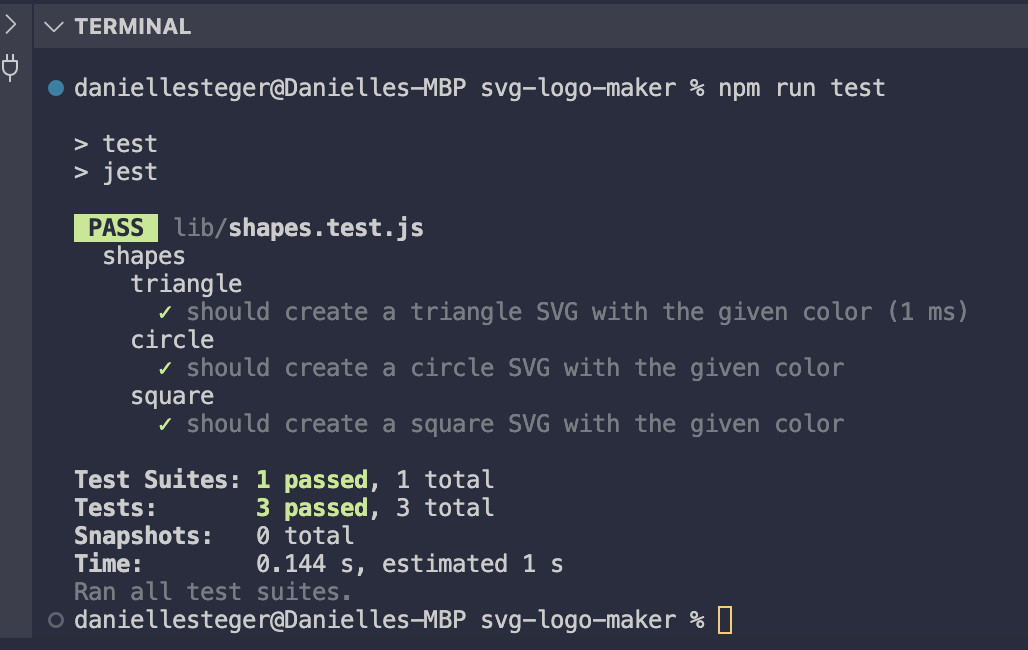 TERMINAL
daniellesteger@Danielles-MBP svg-logo-maker % npm run test
> test
> jest
PASS lib/shapes.test.js
shapes
triangle
✓ should create a triangle SVG with the given color (1 ms)
circle
✓ should create a circle SVG with the given color
square
✓ should create a square SVG with the given color
Test Suites: 1 passed, 1 total
Tests: 3 passed, 3 total
Snapshots: 0 total
Time: 0.144 s, estimated 1 s
Ran all test suites.
daniellesteger@Danielles-MBP svg-logo-maker %